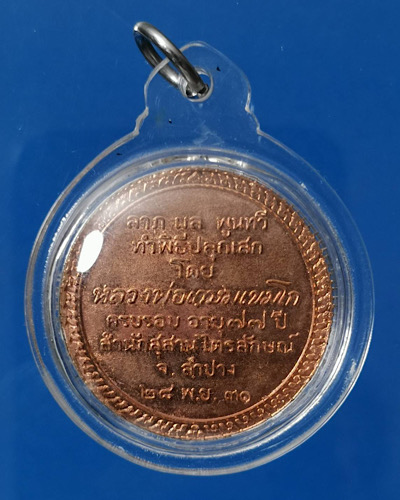 ลาภ มูล พูนทวี
ทำพิธีปลุกเสก
โดย
หลวงพ่อเกษม เขมโก
ครบรอบ อายุ ๗๗ ปี
สำนัก สุสาน ไตรลักษณ์
จ. ลำปาง
๒๘ พ.ย. ๓๑